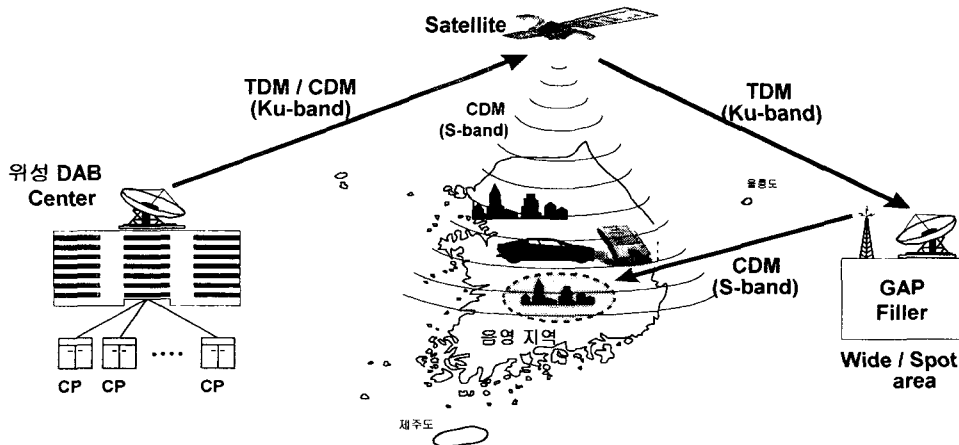 Satellite
TDM / CDM
(Ku-band)
TDM
(Ku-band)
CDM
(S-band)
위성 DAB
Center
울릉도
CDM
(S-band)
GAP
Filler
음영 지역
Wide / Spot
area
CP
CP
....
CP
제주도